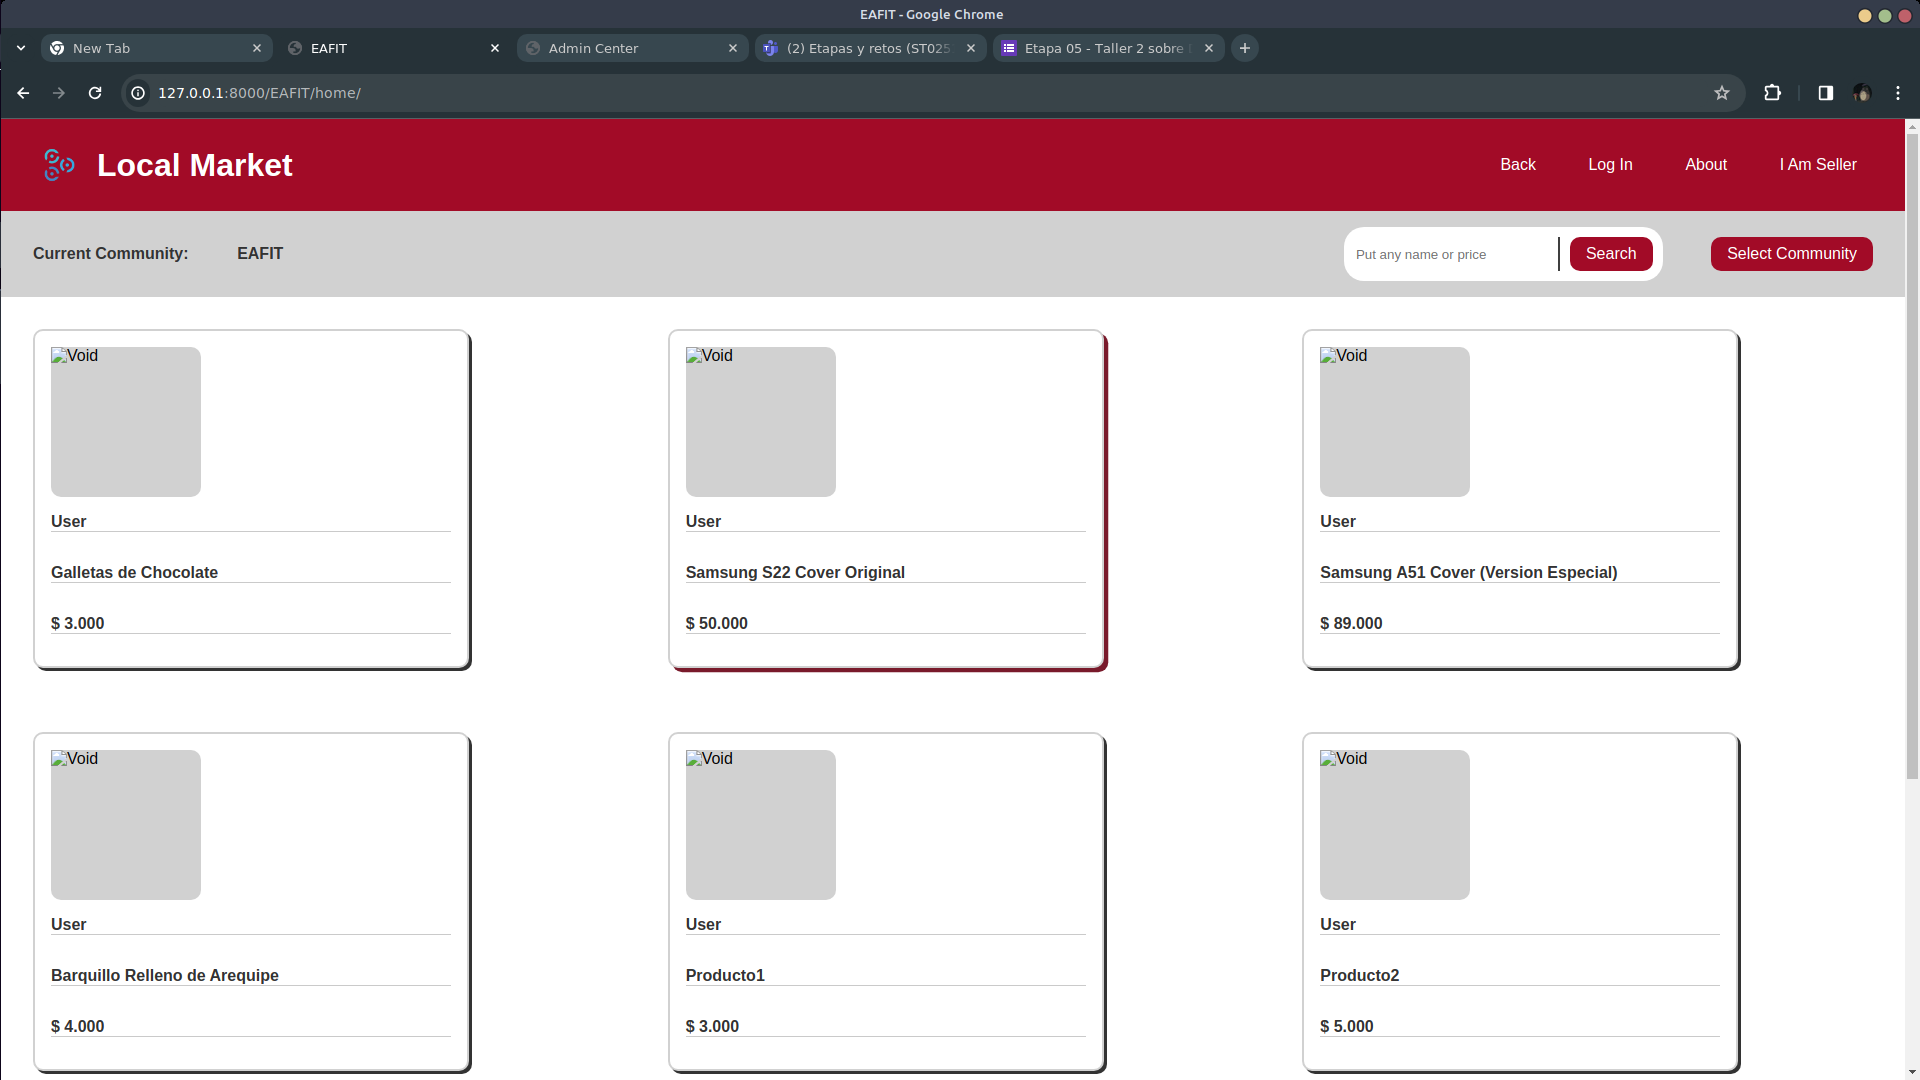 EAFIT - Google Chrome
New Tab
EAFIT
Admin Center
(2) Etapas y retos (ST025
Etapa 05 - Taller 2 sobre
127.0.0.1:8000/EAFIT/home/
Local Market
Back
Log In
About
I Am Seller
Current Community:
EAFIT
Put any name or price
Search
Select Community
Void
Void
Void
User
User
User
Galletas de Chocolate
Samsung S22 Cover Original
Samsung A51 Cover (Version Especial)
$ 3.000
$ 50.000
$ 89.000
Void
Void
Void
User
User
User
Barquillo Relleno de Arequipe
Producto1
Producto2
$ 4.000
$ 3.000
$ 5.000